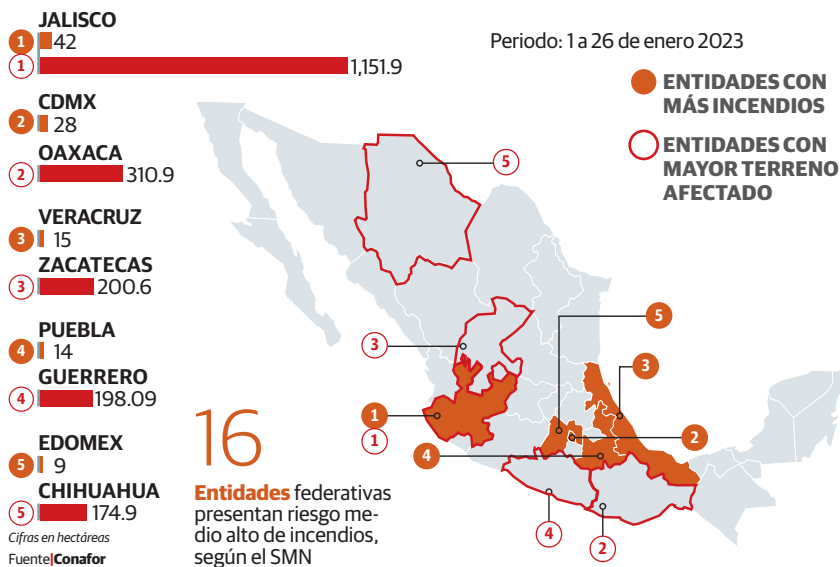 JALISCO
1 42
1 1,151.9
CDMX
2 28
OAXACA
2 310.9
VERACRUZ
3 15
ZACATECAS
3 200.6
PUEBLA
4 14
GUERRERO
4 198.09
EDOMEX
5 9
CHIHUAHUA
5 174.9
Cifras en hectáreas
Fuente|Conafor
16
Entidades federativas
presentan riesgo me-
dio alto de incendios,
según el SMN
Periodo: 1 a 26 de enero 2023
ENTIDADES CON
MÁS INCENDIOS
ENTIDADES CON
MAYOR TERRENO
AFECTADO
5
5
3
3
1
1
2
4
4
2